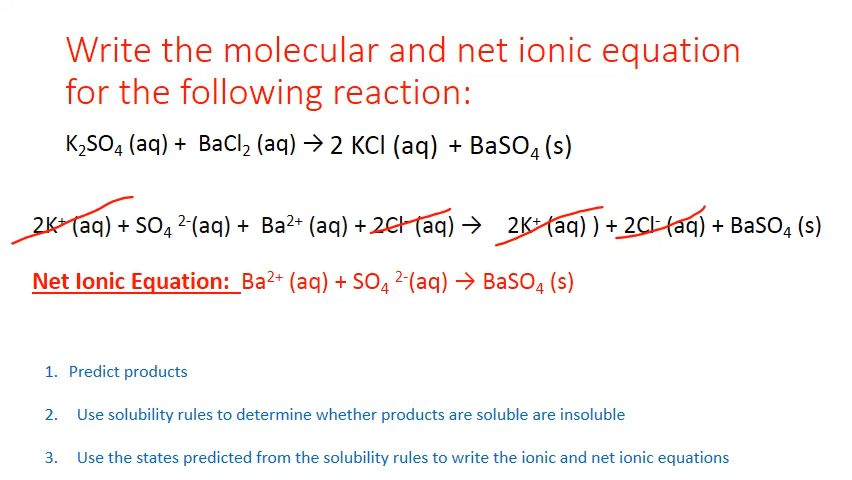 Write the molecular and net ionic equation
for the following reaction:
K₂SO₄ (aq) + BaCl₂ (aq) → 2 KCl (aq) + BaSO₄ (s)
2K⁺ (aq) + SO₄ ²⁻(aq) + Ba²⁺ (aq) + 2Cl⁻ (aq) → 2K⁺ (aq) ) + 2Cl⁻ (aq) + BaSO₄ (s)
Net Ionic Equation: Ba²⁺ (aq) + SO₄ ²⁻(aq) → BaSO₄ (s)
1. Predict products
2. Use solubility rules to determine whether products are soluble are insoluble
3. Use the states predicted from the solubility rules to write the ionic and net ionic equations